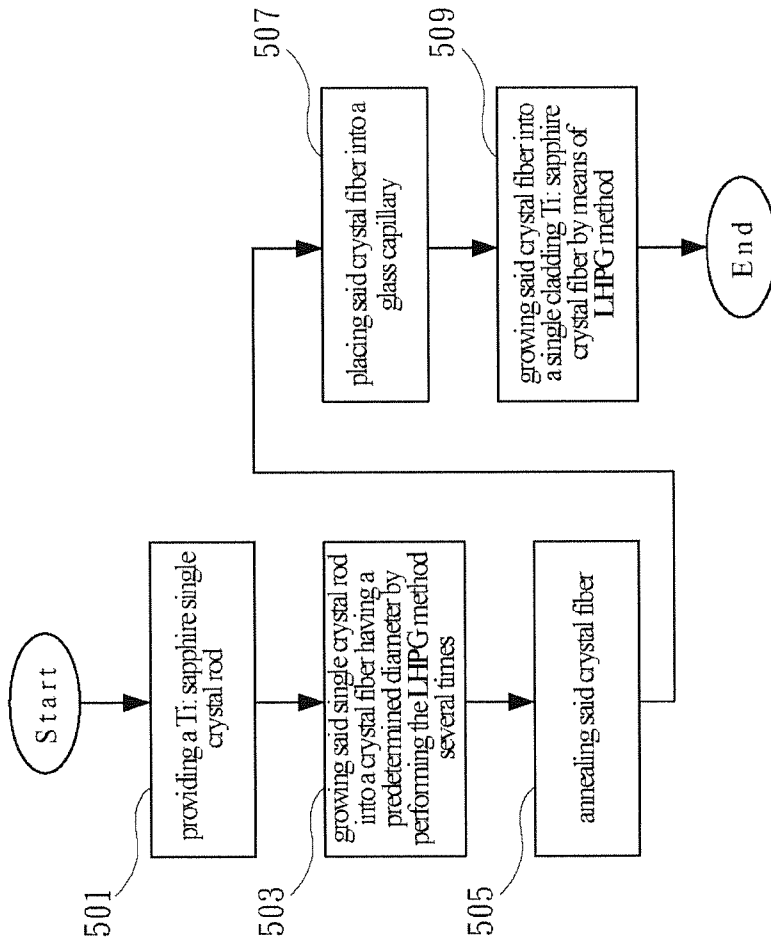 Start
501
providing a Ti: sapphire single
crystal rod
503
growing said single crystal rod
into a crystal fiber having a
predetermined diameter by
performing the LHPG method
several times
505
annealing said crystal fiber
507
placing said crystal fiber into a
glass capillary
509
growing said crystal fiber into
a single cladding Ti: sapphire
crystal fiber by means of
LHPG method
End